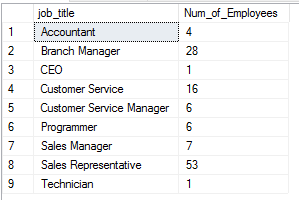 job_title Num_of_Employees
1 Accountant 4
2 Branch Manager 28
3 CEO 1
4 Customer Service 16
5 Customer Service Manager 6
6 Programmer 6
7 Sales Manager 7
8 Sales Representative 53
9 Technician 1